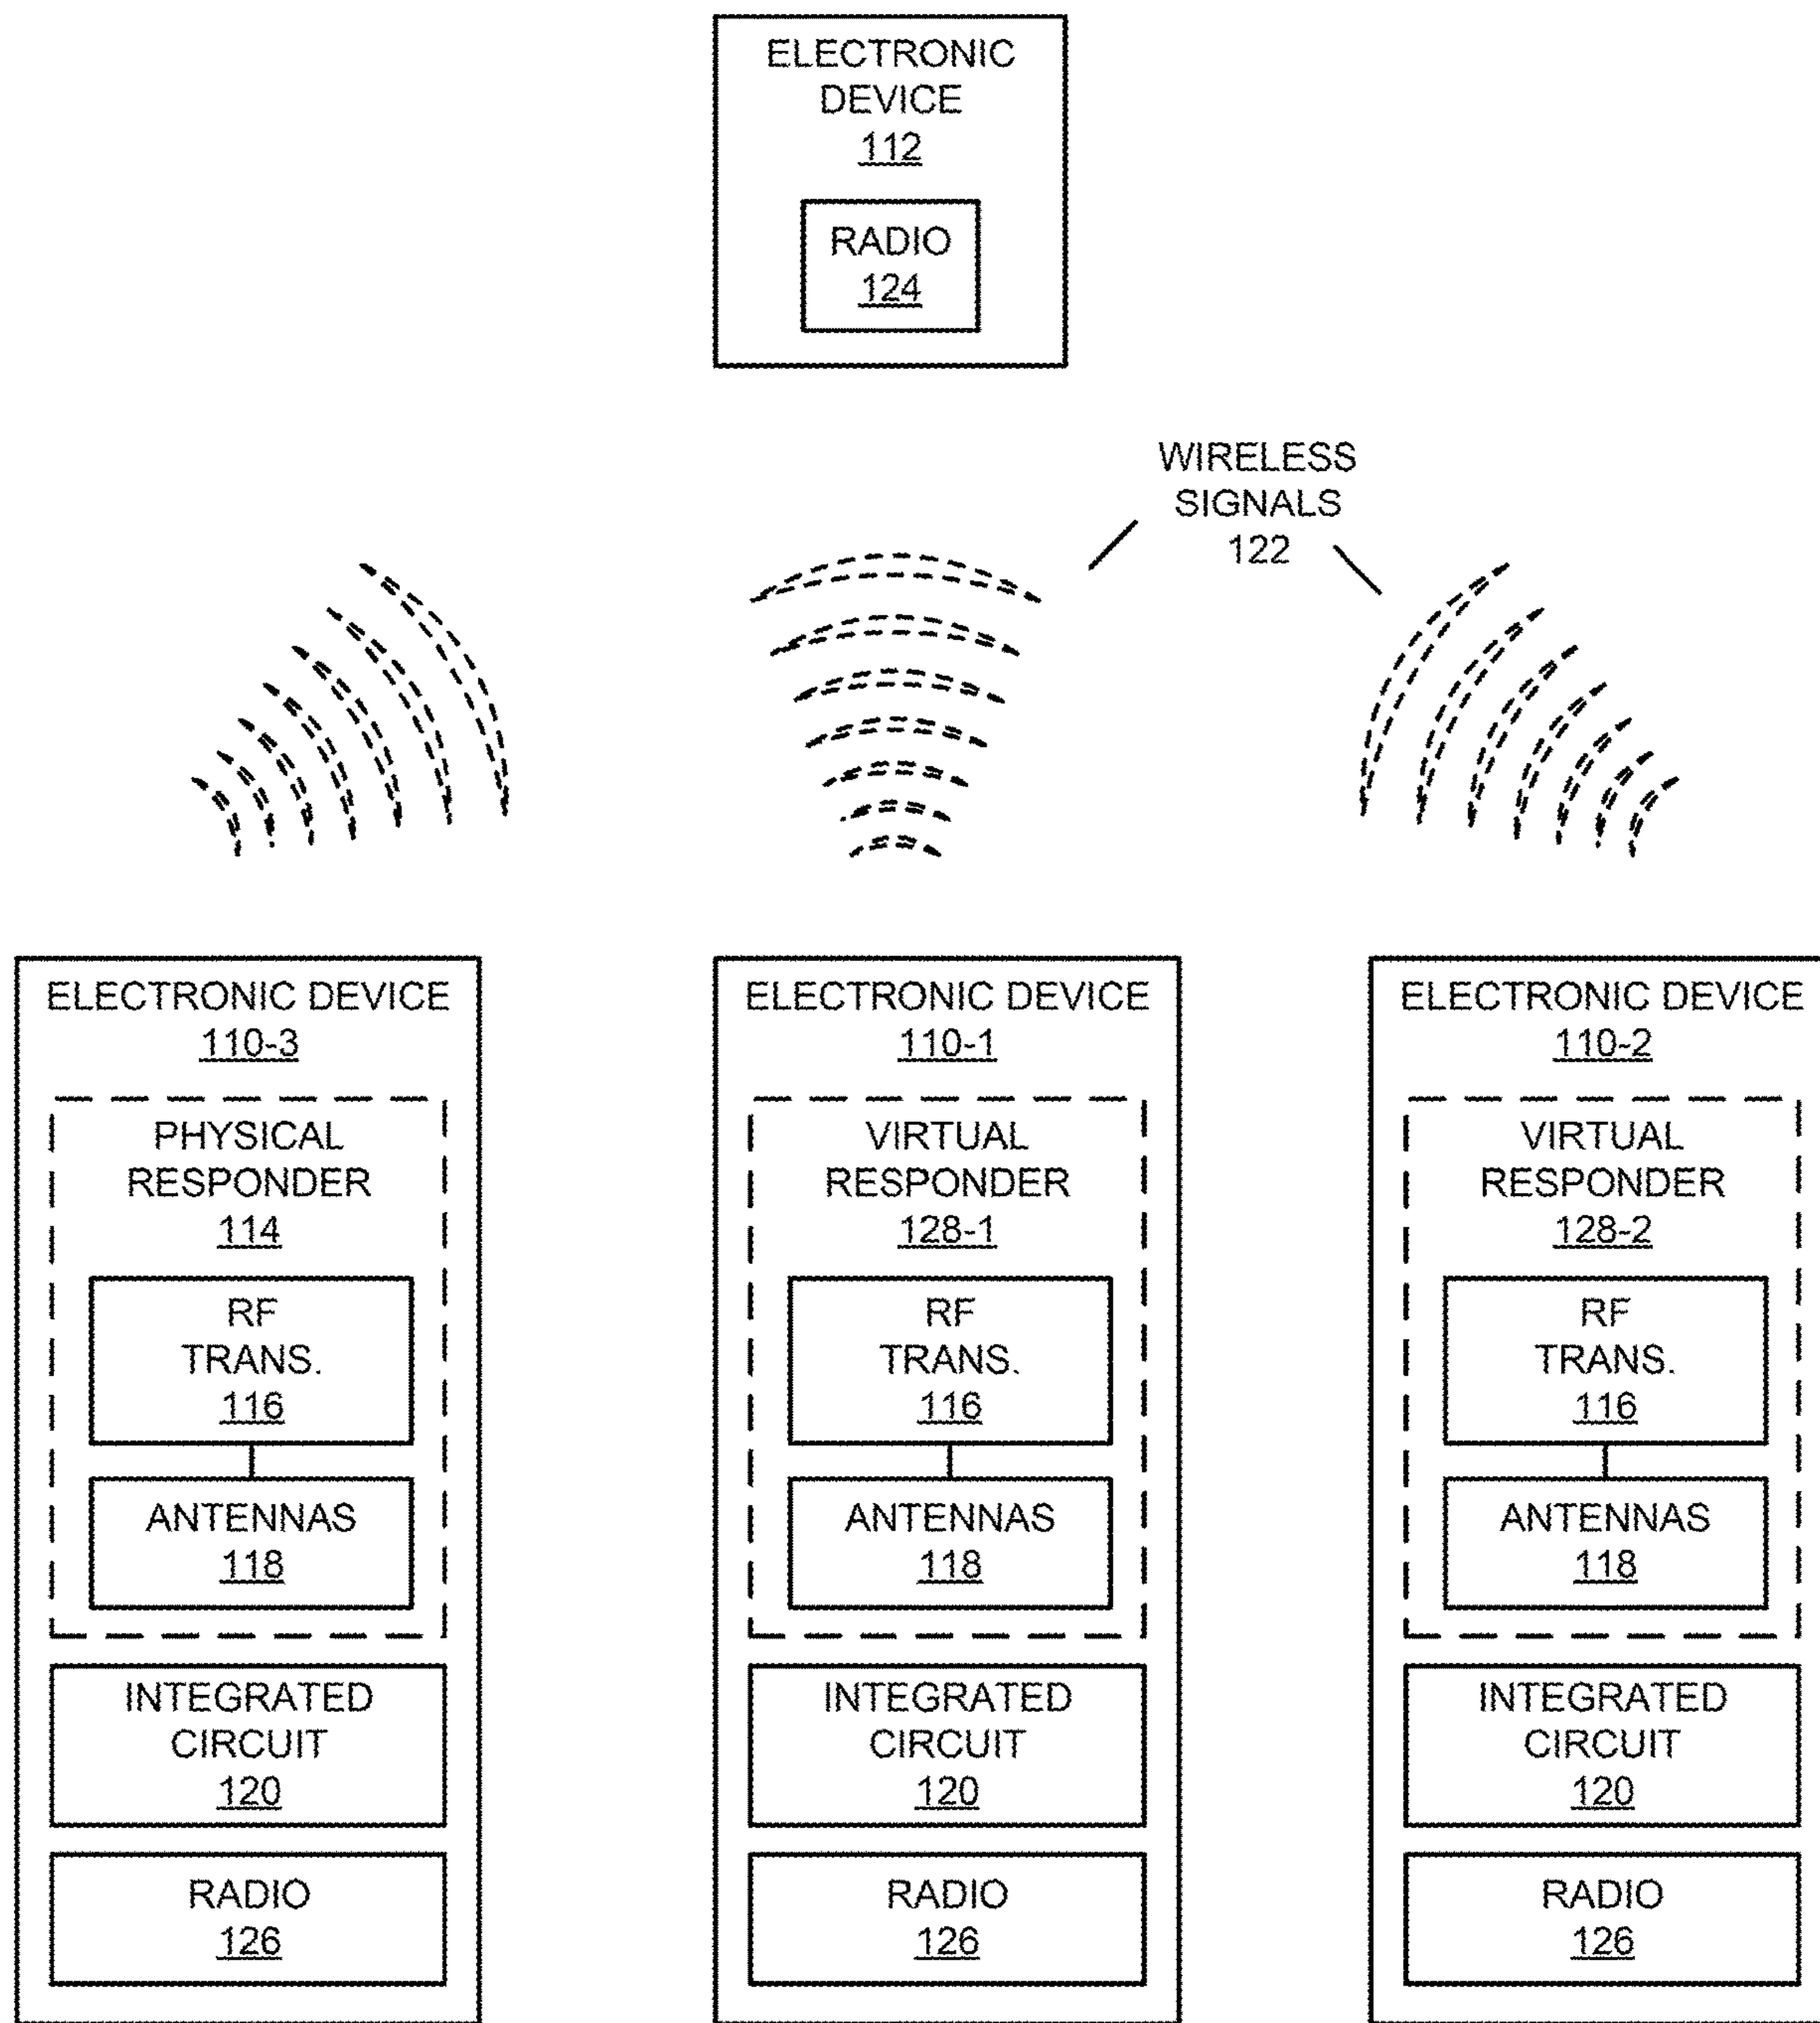 ELECTRONIC
DEVICE
112
RADIO
124
WIRELESS
SIGNALS
122
ELECTRONIC DEVICE
110-3
PHYSICAL
RESPONDER
114
RF
TRANS.
116
ANTENNAS
118
INTEGRATED
CIRCUIT
120
RADIO
126
ELECTRONIC DEVICE
110-1
VIRTUAL
RESPONDER
128-1
RF
TRANS.
116
ANTENNAS
118
INTEGRATED
CIRCUIT
120
RADIO
126
ELECTRONIC DEVICE
110-2
VIRTUAL
RESPONDER
128-2
RF
TRANS.
116
ANTENNAS
118
INTEGRATED
CIRCUIT
120
RADIO
126